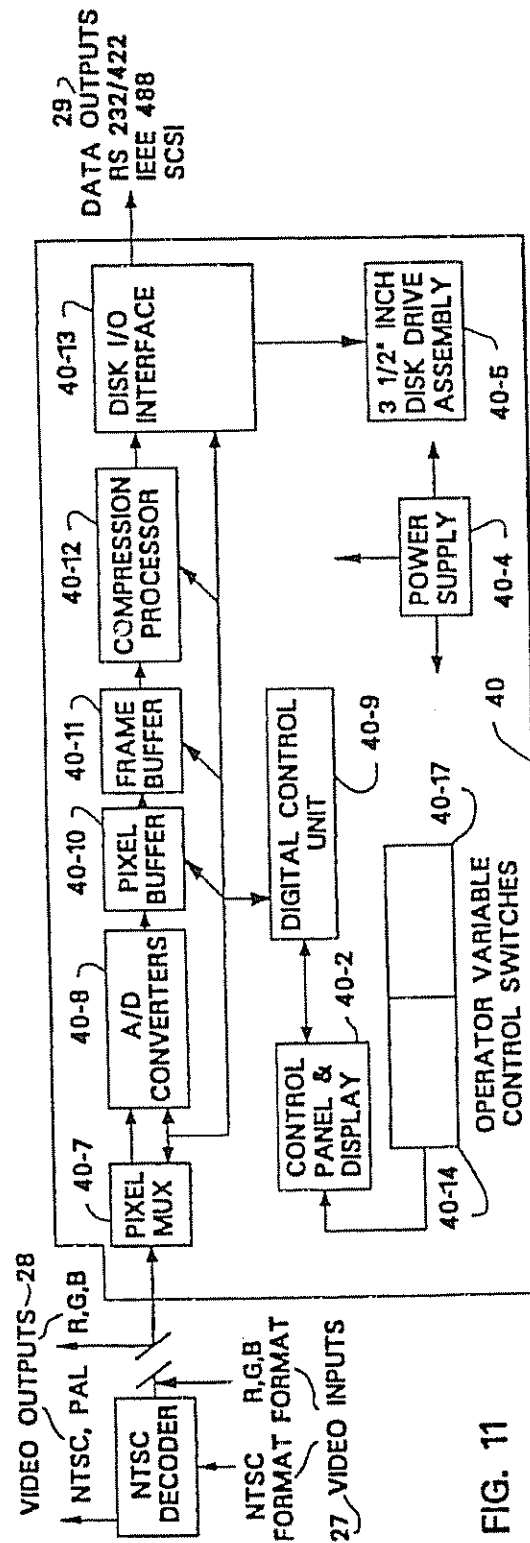 VIDEO OUTPUTS 28
NTSC, PAL R,G,B
NTSC
DECODER
NTSC R,G,B
FORMAT FORMAT
27 VIDEO INPUTS
40-7
PIXEL
MUX
40-8
A/D
CONVERTERS
40-10
PIXEL
BUFFER
40-11
FRAME
BUFFER
40-12
COMPRESSION
PROCESSOR
40-13
DISK I/O
INTERFACE
29
DATA OUTPUTS
RS 232/422
IEEE 488
SCSI
DIGITAL CONTROL
UNIT
40-9
40-2
CONTROL
PANEL &
DISPLAY
40-14
40-17
OPERATOR VARIABLE
CONTROL SWITCHES
40
POWER
SUPPLY
40-4
3 1/2" INCH
DISK DRIVE
ASSEMBLY
40-5
FIG. 11